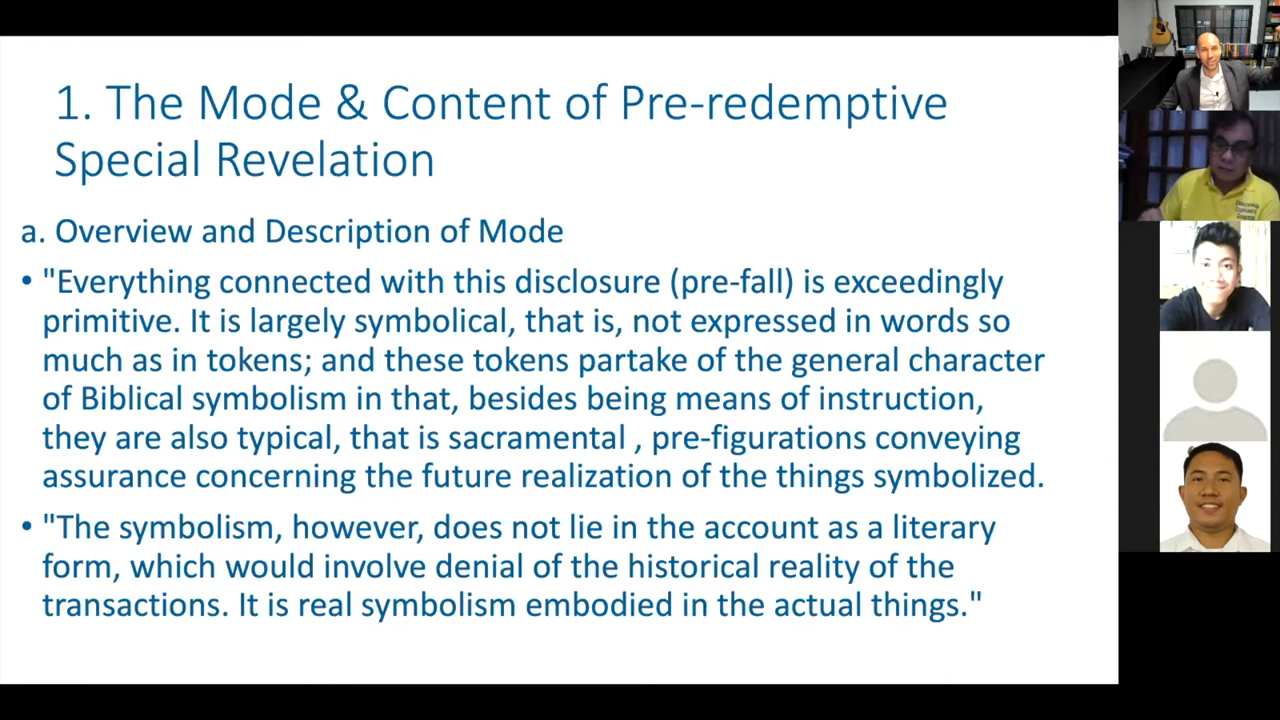 1. The Mode & Content of Pre-redemptive
Special Revelation
a. Overview and Description of Mode
• "Everything connected with this disclosure (pre-fall) is exceedingly
primitive. It is largely symbolical, that is, not expressed in words so
much as in tokens; and these tokens partake of the general character
of Biblical symbolism in that, besides being means of instruction,
they are also typical, that is sacramental , pre-figurations conveying
assurance concerning the future realization of the things symbolized.
• "The symbolism, however, does not lie in the account as a literary
form, which would involve denial of the historical reality of the
transactions. It is real symbolism embodied in the actual things."